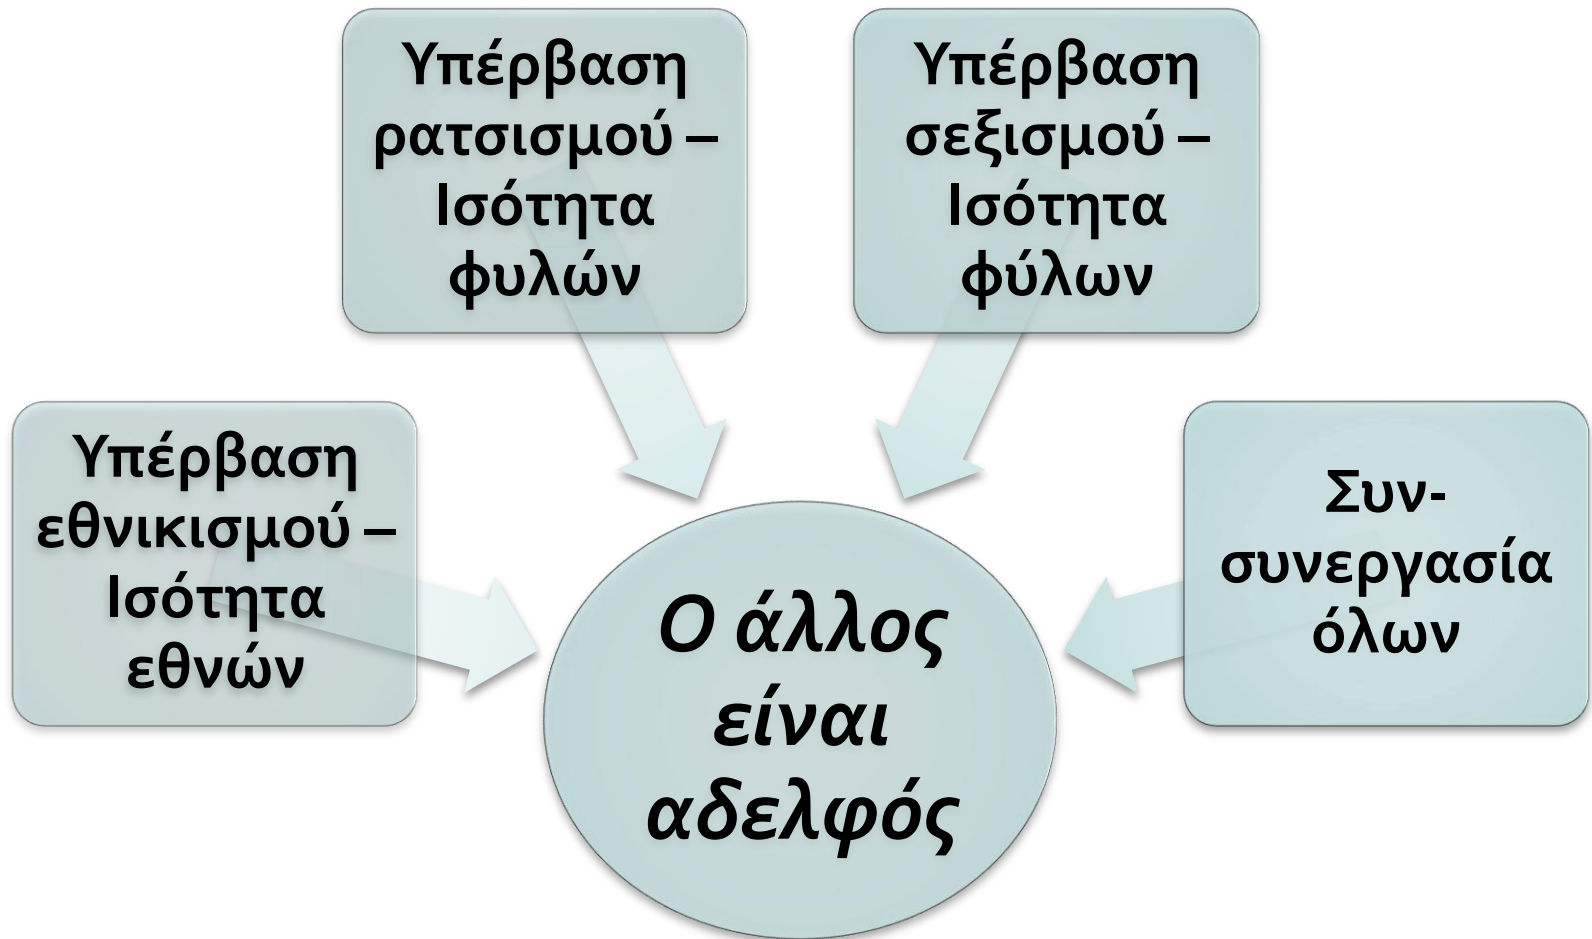 Υπέρβαση
ρατσισμού –
Ισότητα
φυλών
Υπέρβαση
σεξισμού –
Ισότητα
φύλων
Υπέρβαση
εθνικισμού –
Ισότητα
εθνών
Συν-
συνεργασία
όλων
Ο άλλος
είναι
αδελφός